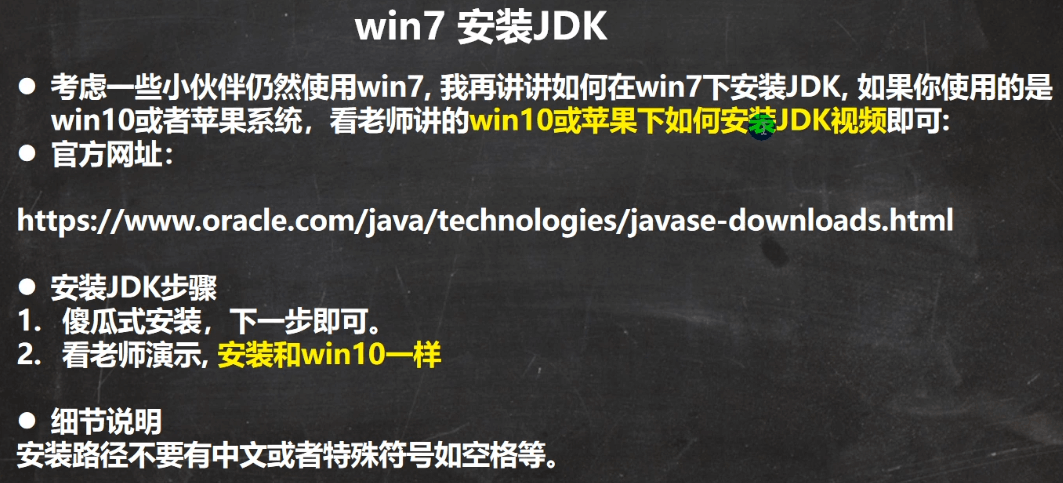 win7 安装JDK
● 考虑一些小伙伴仍然使用win7, 我再讲讲如何在win7下安装JDK, 如果你使用的是
win10或者苹果系统，看老师讲的win10或苹果下如何安装JDK视频即可:
● 官方网址：
https://www.oracle.com/java/technologies/javase-downloads.html
● 安装JDK步骤
1. 傻瓜式安装，下一步即可。
2. 看老师演示, 安装和win10一样
● 细节说明
安装路径不要有中文或者特殊符号如空格等。